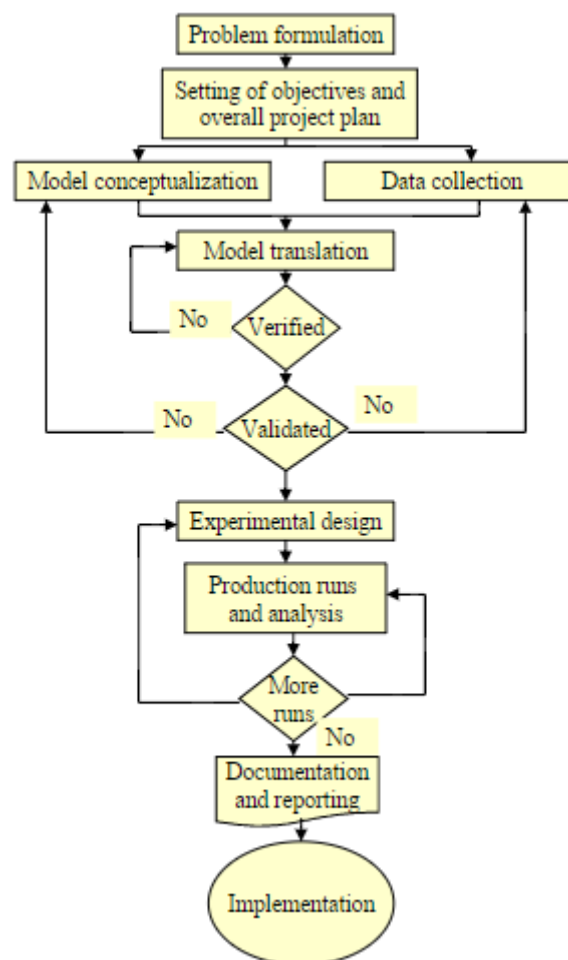 Problem formulation
Setting of objectives and
overall project plan
Model conceptualization
Data collection
Model translation
No
Verified
No
Validated
No
Experimental design
Production runs
and analysis
More
runs
No
Documentation
and reporting
Implementation